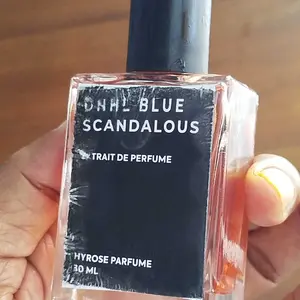 DNHL BLUE
SCANDALOUS
EXTRAIT DE PERFUME
HYROSE PARFUME
30 ML